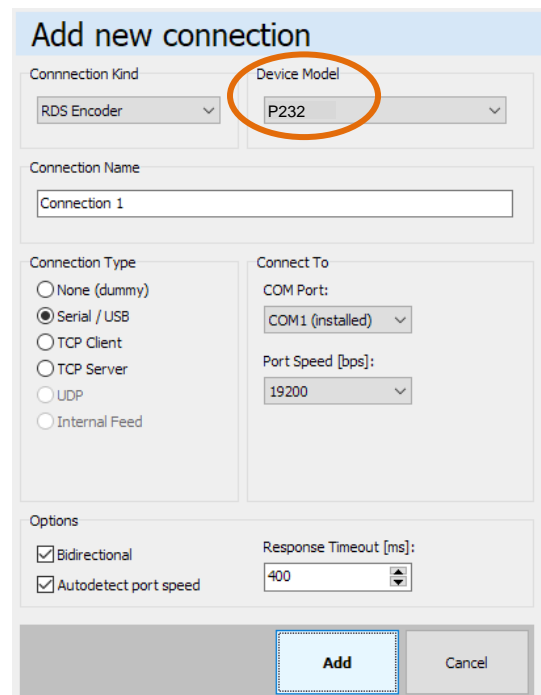 Add new connection
Connnection Kind
Device Model
RDS Encoder
P232
Connection Name
Connection 1
Connection Type
None (dummy)
Serial / USB
TCP Client
TCP Server
UDP
Internal Feed
Connect To
COM Port:
COM1 (installed)
Port Speed [bps]:
19200
Options
Bidirectional
Autodetect port speed
Response Timeout [ms]:
400
Add
Cancel